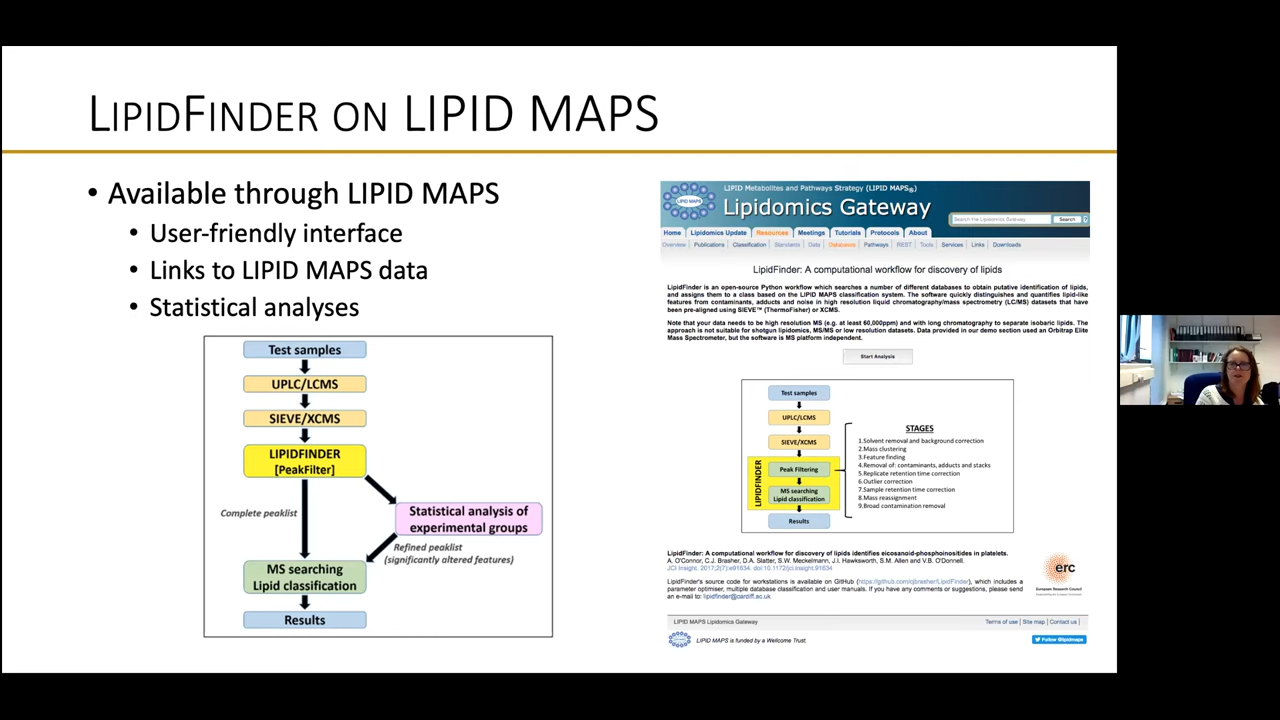 LIPIDFINDER ON LIPID MAPS
• Available through LIPID MAPS
• User-friendly interface
• Links to LIPID MAPS data
• Statistical analyses
Test samples
UPLC/LCMS
SIEVE/XCMS
LIPIDFINDER
[PeakFilter]
Complete peaklist
Statistical analysis of
experimental groups
Refined peaklist
(significantly altered features)
MS searching
Lipid classification
Results
LIPID MAPS
LIPID Metabolites and Pathways Strategy (LIPID MAPS®)
Lipidomics Gateway
Search the Lipidomics Gateway
Search
Home Lipidomics Update Resources Meetings Tutorials Protocols About
Overview Publications Classification Standards Data Databases Pathways REST Tools Services Links Downloads
LipidFinder: A computational workflow for discovery of lipids
LipidFinder is an open-source Python workflow which searches a number of different databases to obtain putative identification of lipids,
and assigns them to a class based on the LIPID MAPS classification system. The software quickly distinguishes and quantifies lipid-like
features from contaminants, adducts and noise in high resolution liquid chromatography/mass spectrometry (LC/MS) datasets that have
been pre-aligned using SIEVE™ (ThermoFisher) or XCMS.
Note that your data needs to be high resolution MS (e.g. at least 60,000ppm) and with long chromatography to separate isobaric lipids. The
approach is not suitable for shotgun lipidomics, MS/MS or low resolution datasets. Data provided in our demo section used an Orbitrap Elite
Mass Spectrometer, but the software is MS platform independent.
Start Analysis
Test samples
UPLC/LCMS
SIEVE/XCMS
LIPIDFINDER
Peak Filtering
MS searching
Lipid classification
Results
STAGES
1.Solvent removal and background correction
2.Mass clustering
3.Feature finding
4.Removal of: contaminants, adducts and stacks
5.Replicate retention time correction
6.Outlier correction
7.Sample retention time correction
8.Mass reassignment
9.Broad contamination removal
LipidFinder: A computational workflow for discovery of lipids identifies eicosanoid-phosphoinositides in platelets.
A. O'Connor, C.J. Brasher, D.A. Slatter, S.W. Meckelmann, J.I. Hawksworth, S.M. Allen and V.B. O'Donnell.
JCI Insight. 2017;2(7):e91634. doi:10.1172/jci.insight.91634
LipidFinder's source code for workstations is available on GitHub (https://github.com/cjbrasher/LipidFinder), which includes a
parameter optimiser, multiple database classification and user manuals. If you have any comments or suggestions, please send
an e-mail to: lipidfinder@cardiff.ac.uk
erc
European Research Council
LIPID MAPS Lipidomics Gateway
Terms of use | Site map | Contact us |
LIPID MAPS is funded by a Wellcome Trust.
Follow @lipidmaps